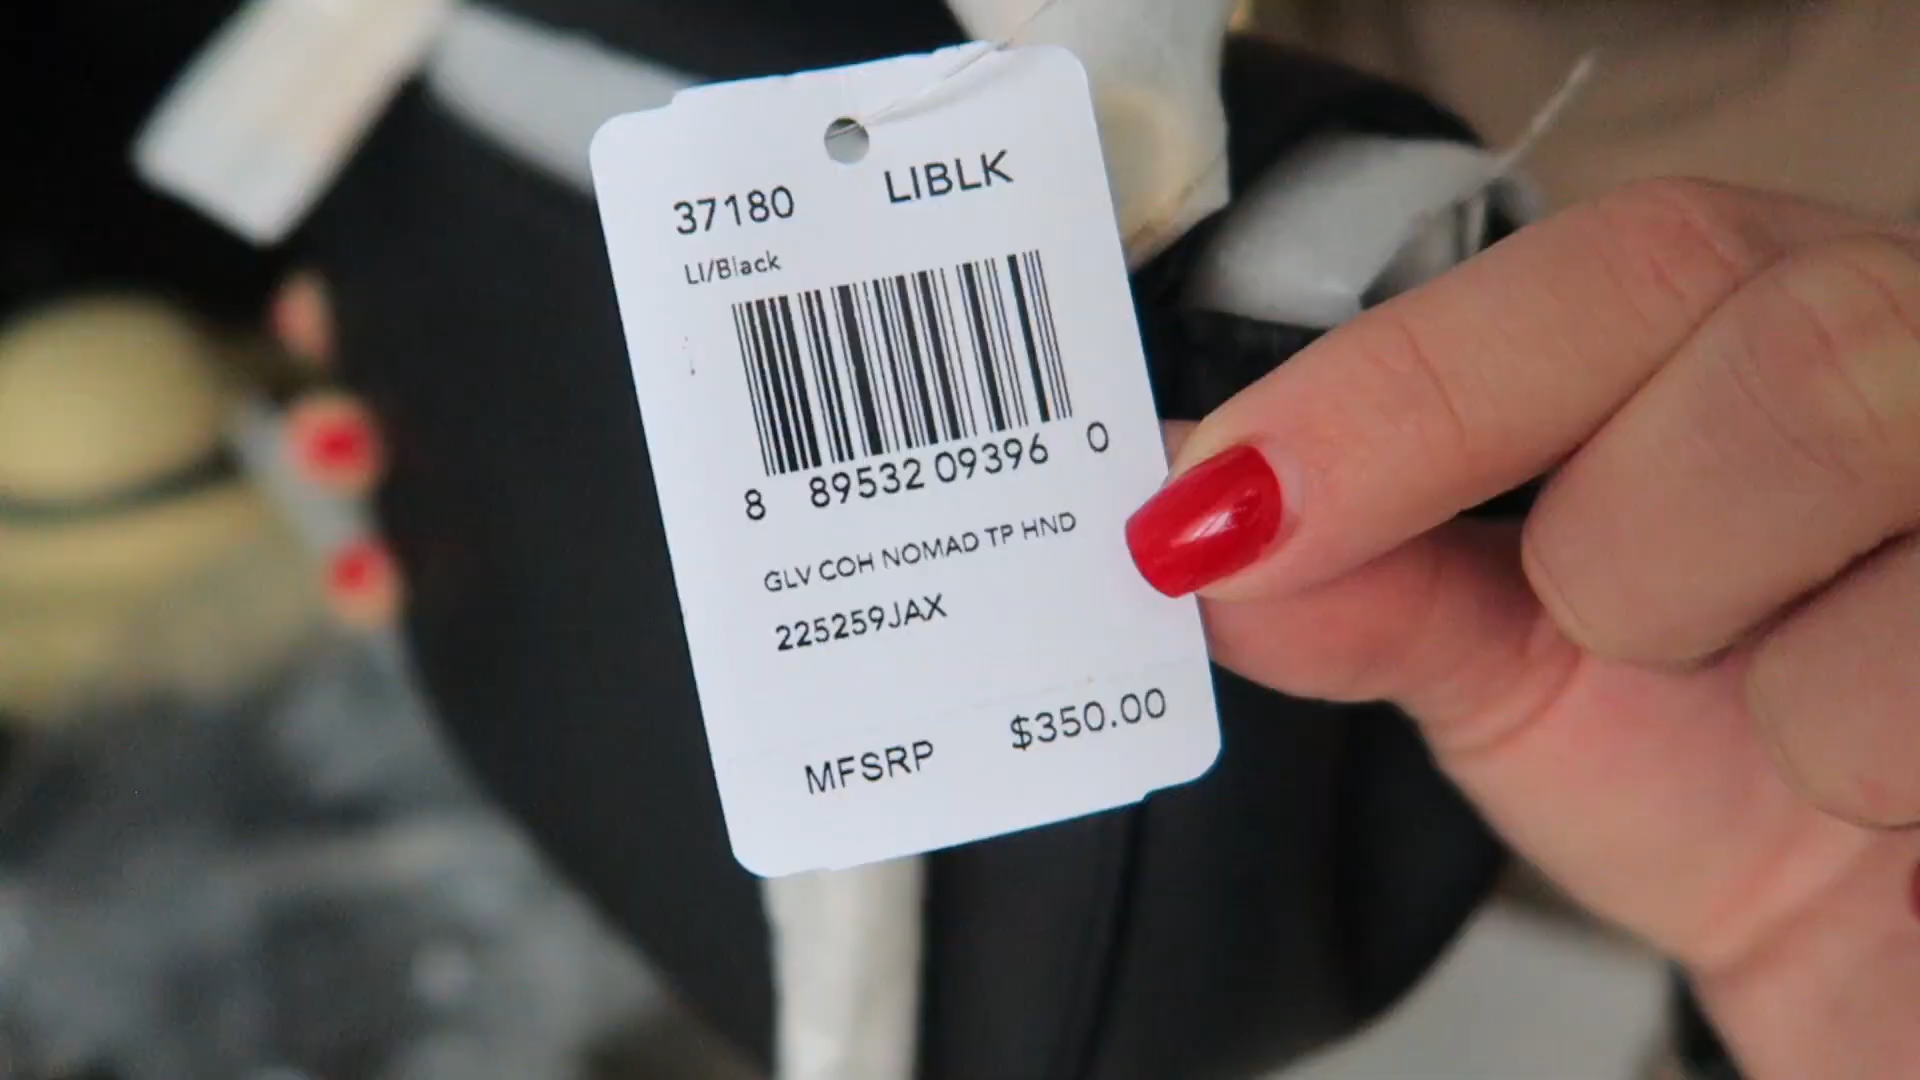 37180 LIBLK
LI/Black
8 89532 09396 0
GLV COH NOMAD TP HND
225259JAX
MFSRP $350.00